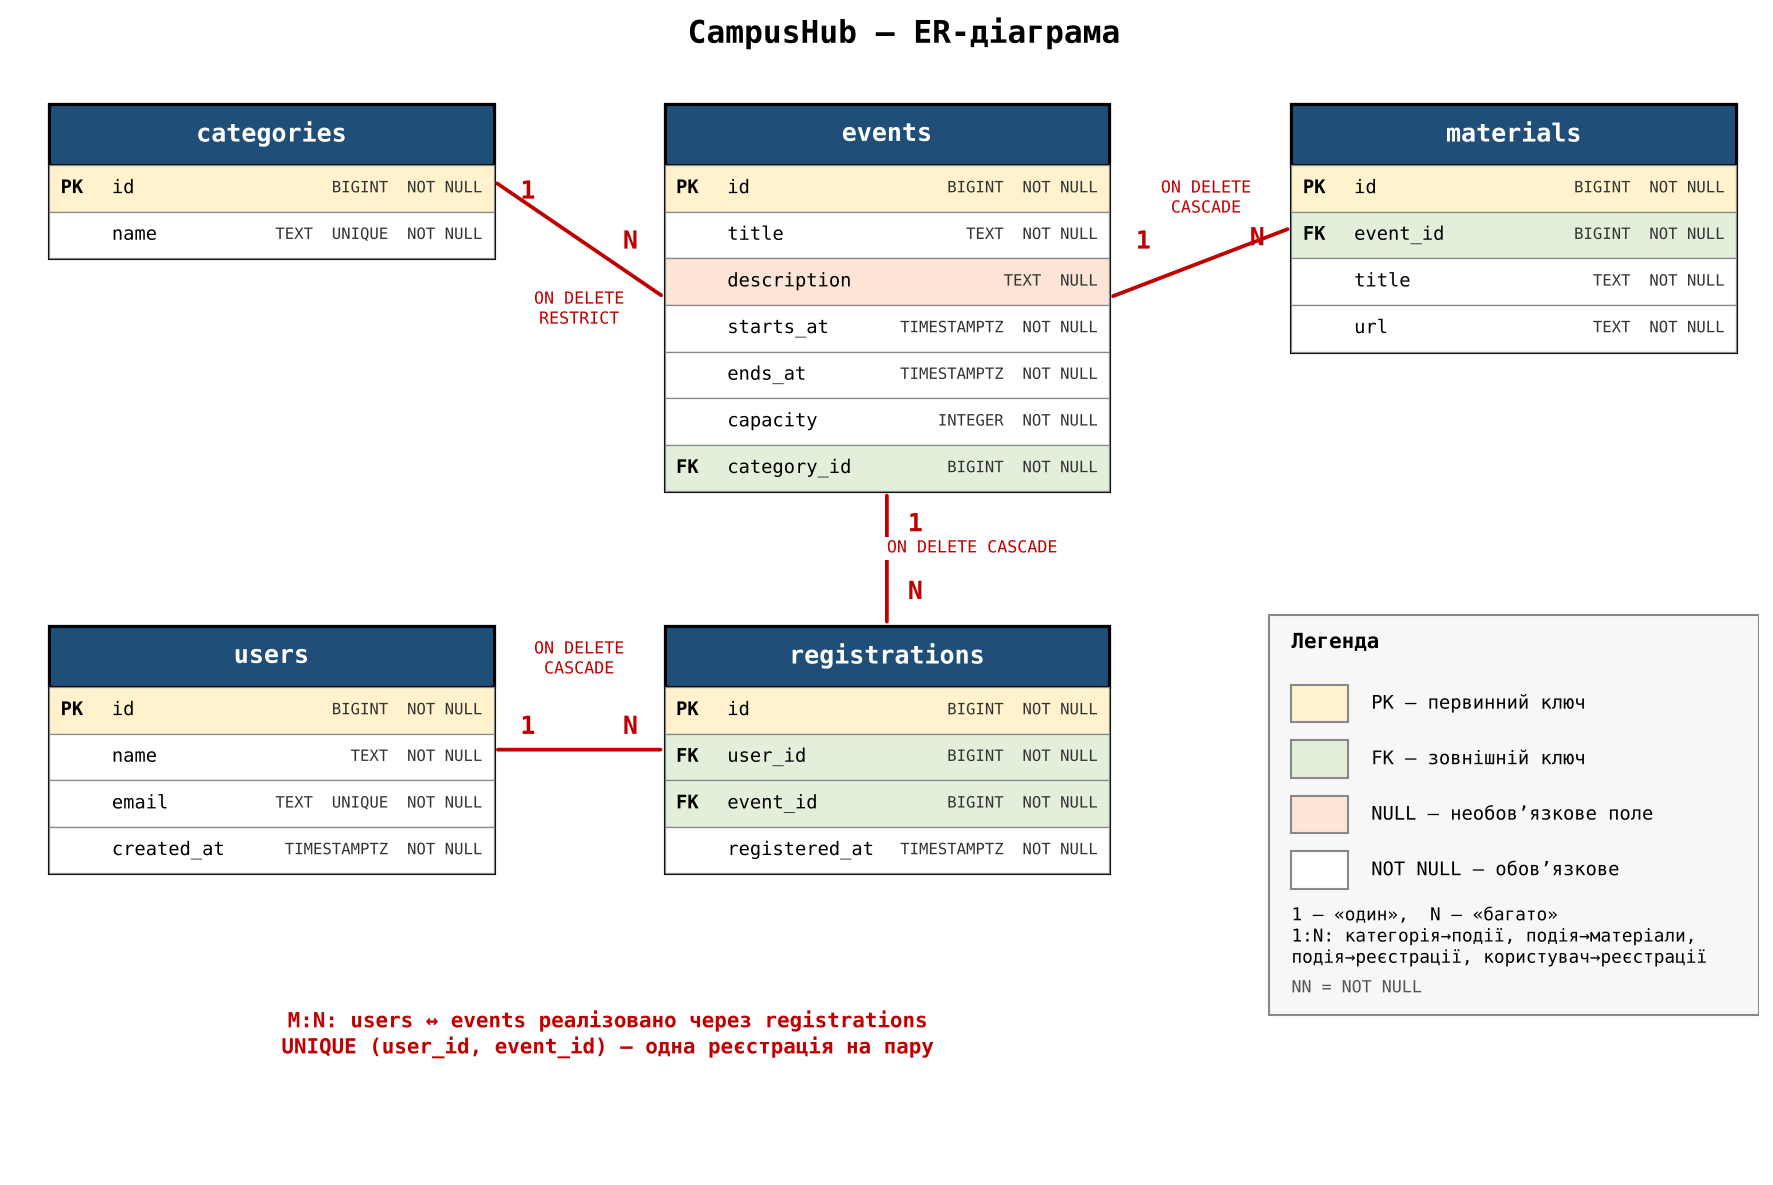 CampusHub — ER-діаграма
categories
PK id BIGINT NOT NULL
name TEXT UNIQUE NOT NULL
1
N
ON DELETE
RESTRICT
events
PK id BIGINT NOT NULL
title TEXT NOT NULL
description TEXT NULL
starts_at TIMESTAMPTZ NOT NULL
ends_at TIMESTAMPTZ NOT NULL
capacity INTEGER NOT NULL
FK category_id BIGINT NOT NULL
ON DELETE
CASCADE
1
N
materials
PK id BIGINT NOT NULL
FK event_id BIGINT NOT NULL
title TEXT NOT NULL
url TEXT NOT NULL
1
ON DELETE CASCADE
N
users
PK id BIGINT NOT NULL
name TEXT NOT NULL
email TEXT UNIQUE NOT NULL
created_at TIMESTAMPTZ NOT NULL
ON DELETE
CASCADE
1
N
registrations
PK id BIGINT NOT NULL
FK user_id BIGINT NOT NULL
FK event_id BIGINT NOT NULL
registered_at TIMESTAMPTZ NOT NULL
Легенда
PK — первинний ключ
FK — зовнішній ключ
NULL — необов’язкове поле
NOT NULL — обов’язкове
1 — «один», N — «багато»
1:N: категорія→події, подія→матеріали,
подія→реєстрації, користувач→реєстрації
NN = NOT NULL
M:N: users ↔ events реалізовано через registrations
UNIQUE (user_id, event_id) — одна реєстрація на пару